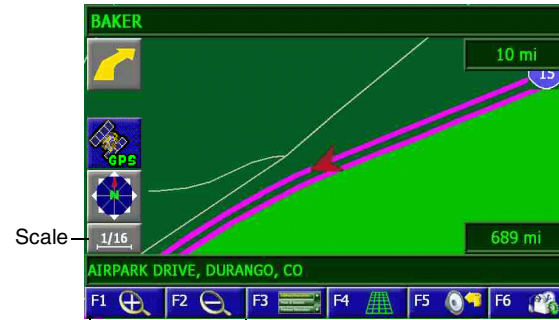 BAKER
10 mi
15
GPS
N
Scale
1/16
689 mi
AIRPARK DRIVE, DURANGO, CO
F1 F2 F3 F4 F5 F6